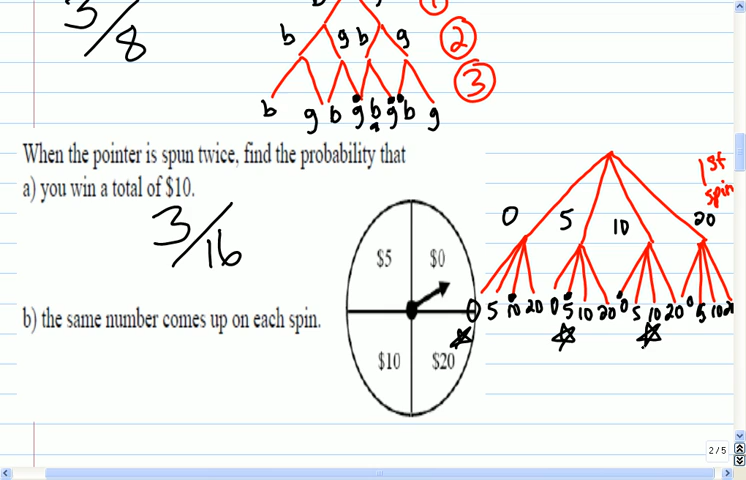 3/8
b g b g ②
③
b g b g b g b g
When the pointer is spun twice, find the probability that
a) you win a total of $10.
3/16
b) the same number comes up on each spin.
$5 $0
$10 $20
1st
spin
0 5 10 20
0 5 10 20 0 5 10 20 0 5 10 20 0 5 10 20
2 / 5